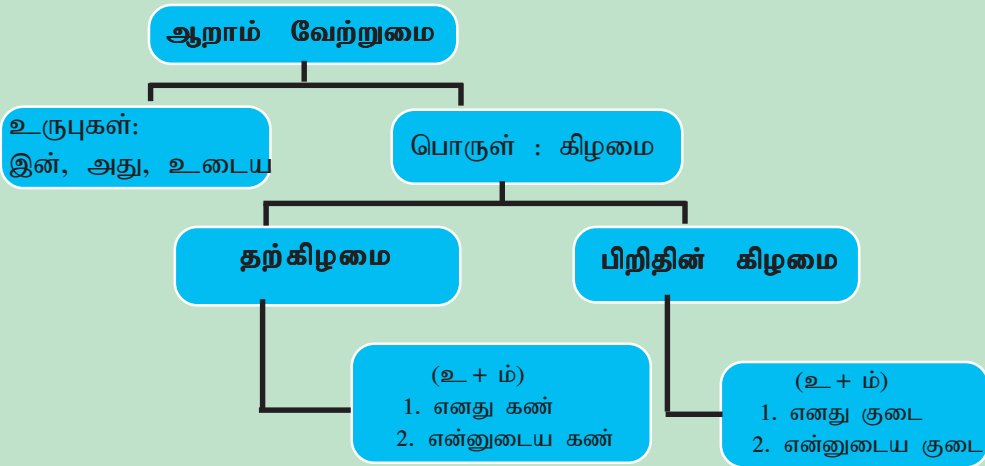 ஆறாம் வேற்றுமை
உருபுகள்:
இன், அது, உடைய
பொருள் : கிழமை
தற்கிழமை
பிறிதின் கிழமை
(உ + ம்)
1. எனது கண்
2. என்னுடைய கண்
(உ + ம்)
1. எனது குடை
2. என்னுடைய குடை